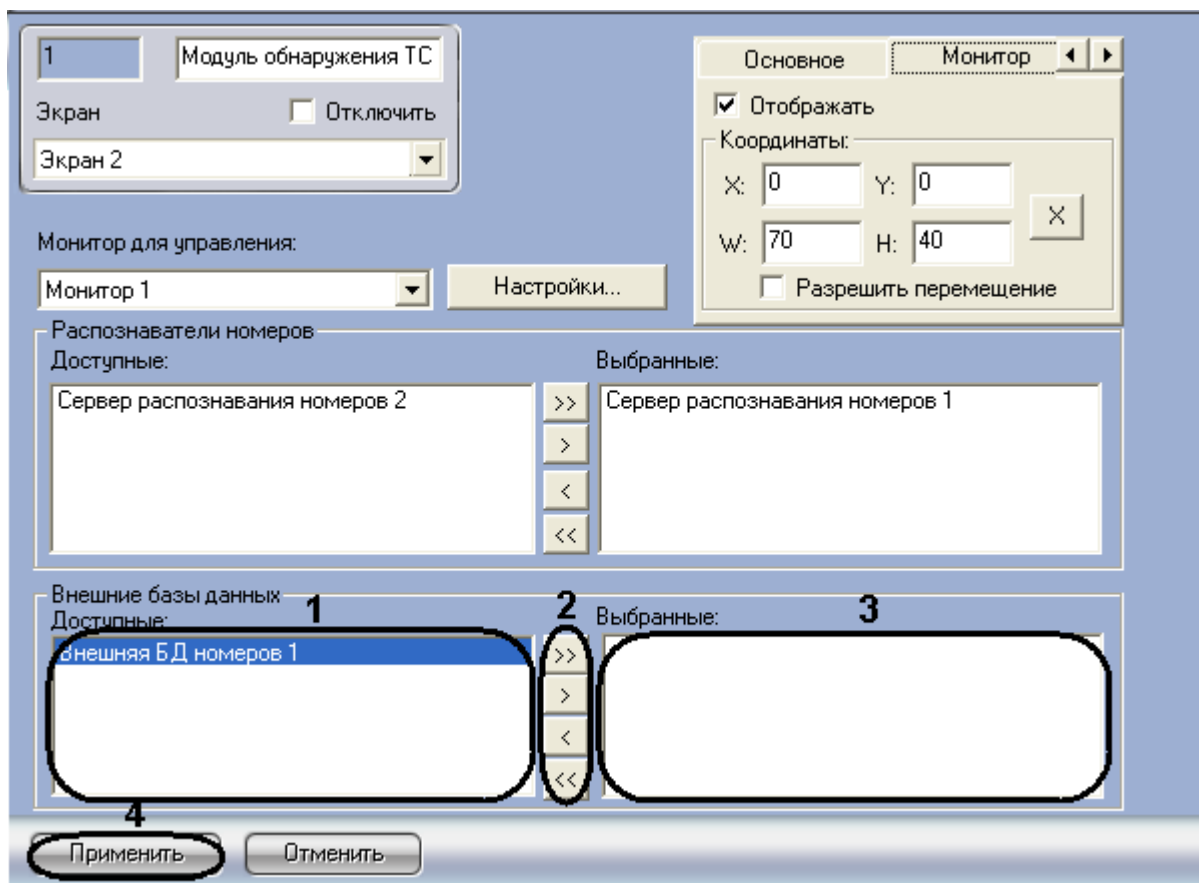 1
Модуль обнаружения ТС
Экран
Отключить
Экран 2
Основное
Монитор
Отображать
Координаты:
X: 0 Y: 0
X
W: 70 H: 40
Разрешить перемещение
Монитор для управления:
Монитор 1
Настройки...
Распознаватели номеров
Доступные:
Выбранные:
Сервер распознавания номеров 2
>>
>
<
<<
Сервер распознавания номеров 1
Внешние базы данных
1
2
3
Доступные:
Выбранные:
Внешняя БД номеров 1
>>
>
<
<<
4
Применить
Отменить